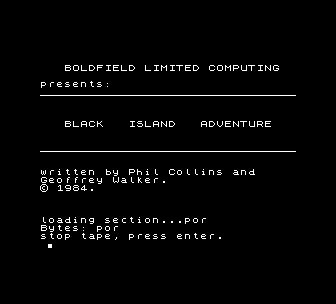 BOLDFIELD LIMITED COMPUTING
presents:
BLACK ISLAND ADVENTURE
written by Phil Collins and
Geoffrey Walker.
© 1984.
loading section...por
Bytes: por
stop tape, press enter.